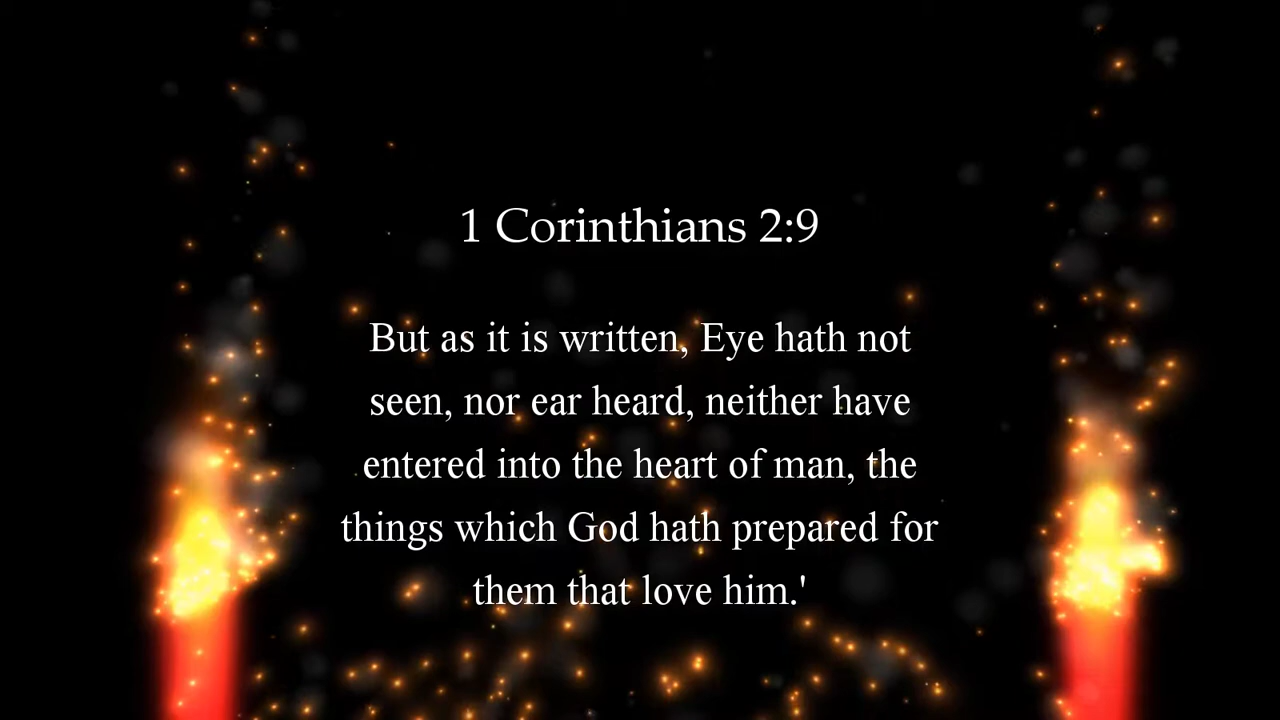 1 Corinthians 2:9
But as it is written, Eye hath not
seen, nor ear heard, neither have
entered into the heart of man, the
things which God hath prepared for
them that love him.'